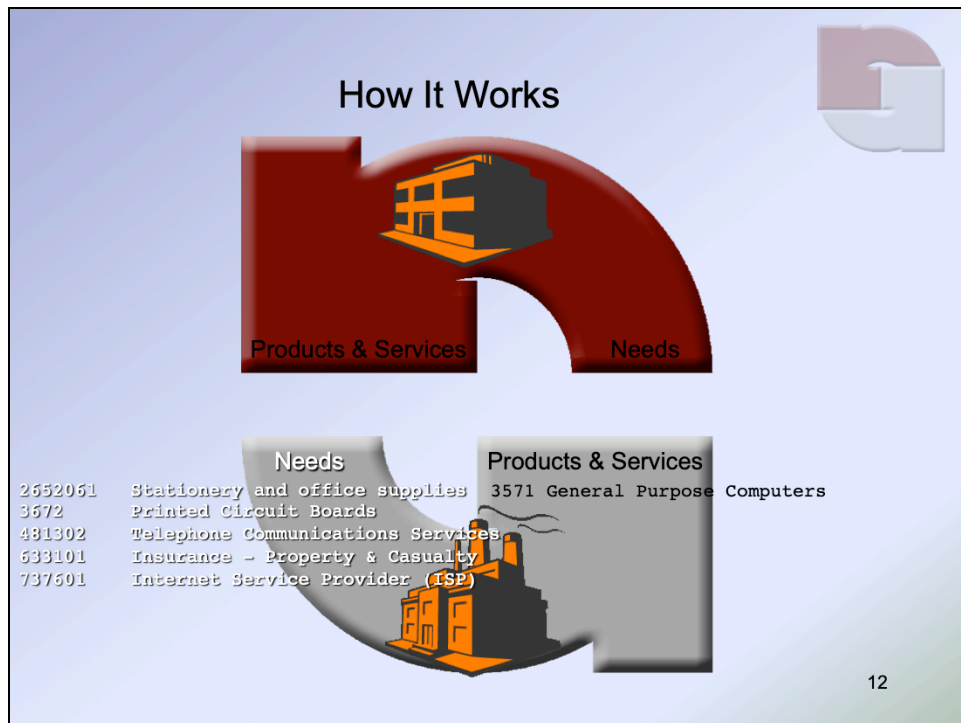 How It Works
Products & Services
Needs
Needs
Products & Services
2652061 Stationery and office supplies
3571 General Purpose Computers
3672 Printed Circuit Boards
481302 Telephone Communications Services
633101 Insurance – Property & Casualty
737601 Internet Service Provider (ISP)
12